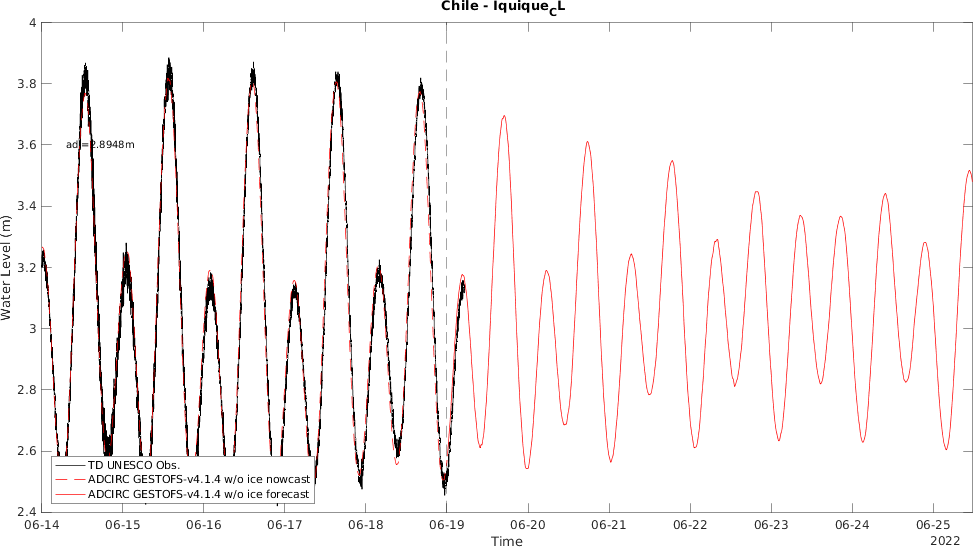 Chile - Iquique_CL
4
3.8
3.6
3.4
3.2
3
2.8
2.6
2.4
Water Level (m)
adj=2.8948m
TD UNESCO Obs.
ADCIRC GESTOFS-v4.1.4 w/o ice nowcast
ADCIRC GESTOFS-v4.1.4 w/o ice forecast
06-14 06-15 06-16 06-17 06-18 06-19 06-20 06-21 06-22 06-23 06-24 06-25
Time
2022